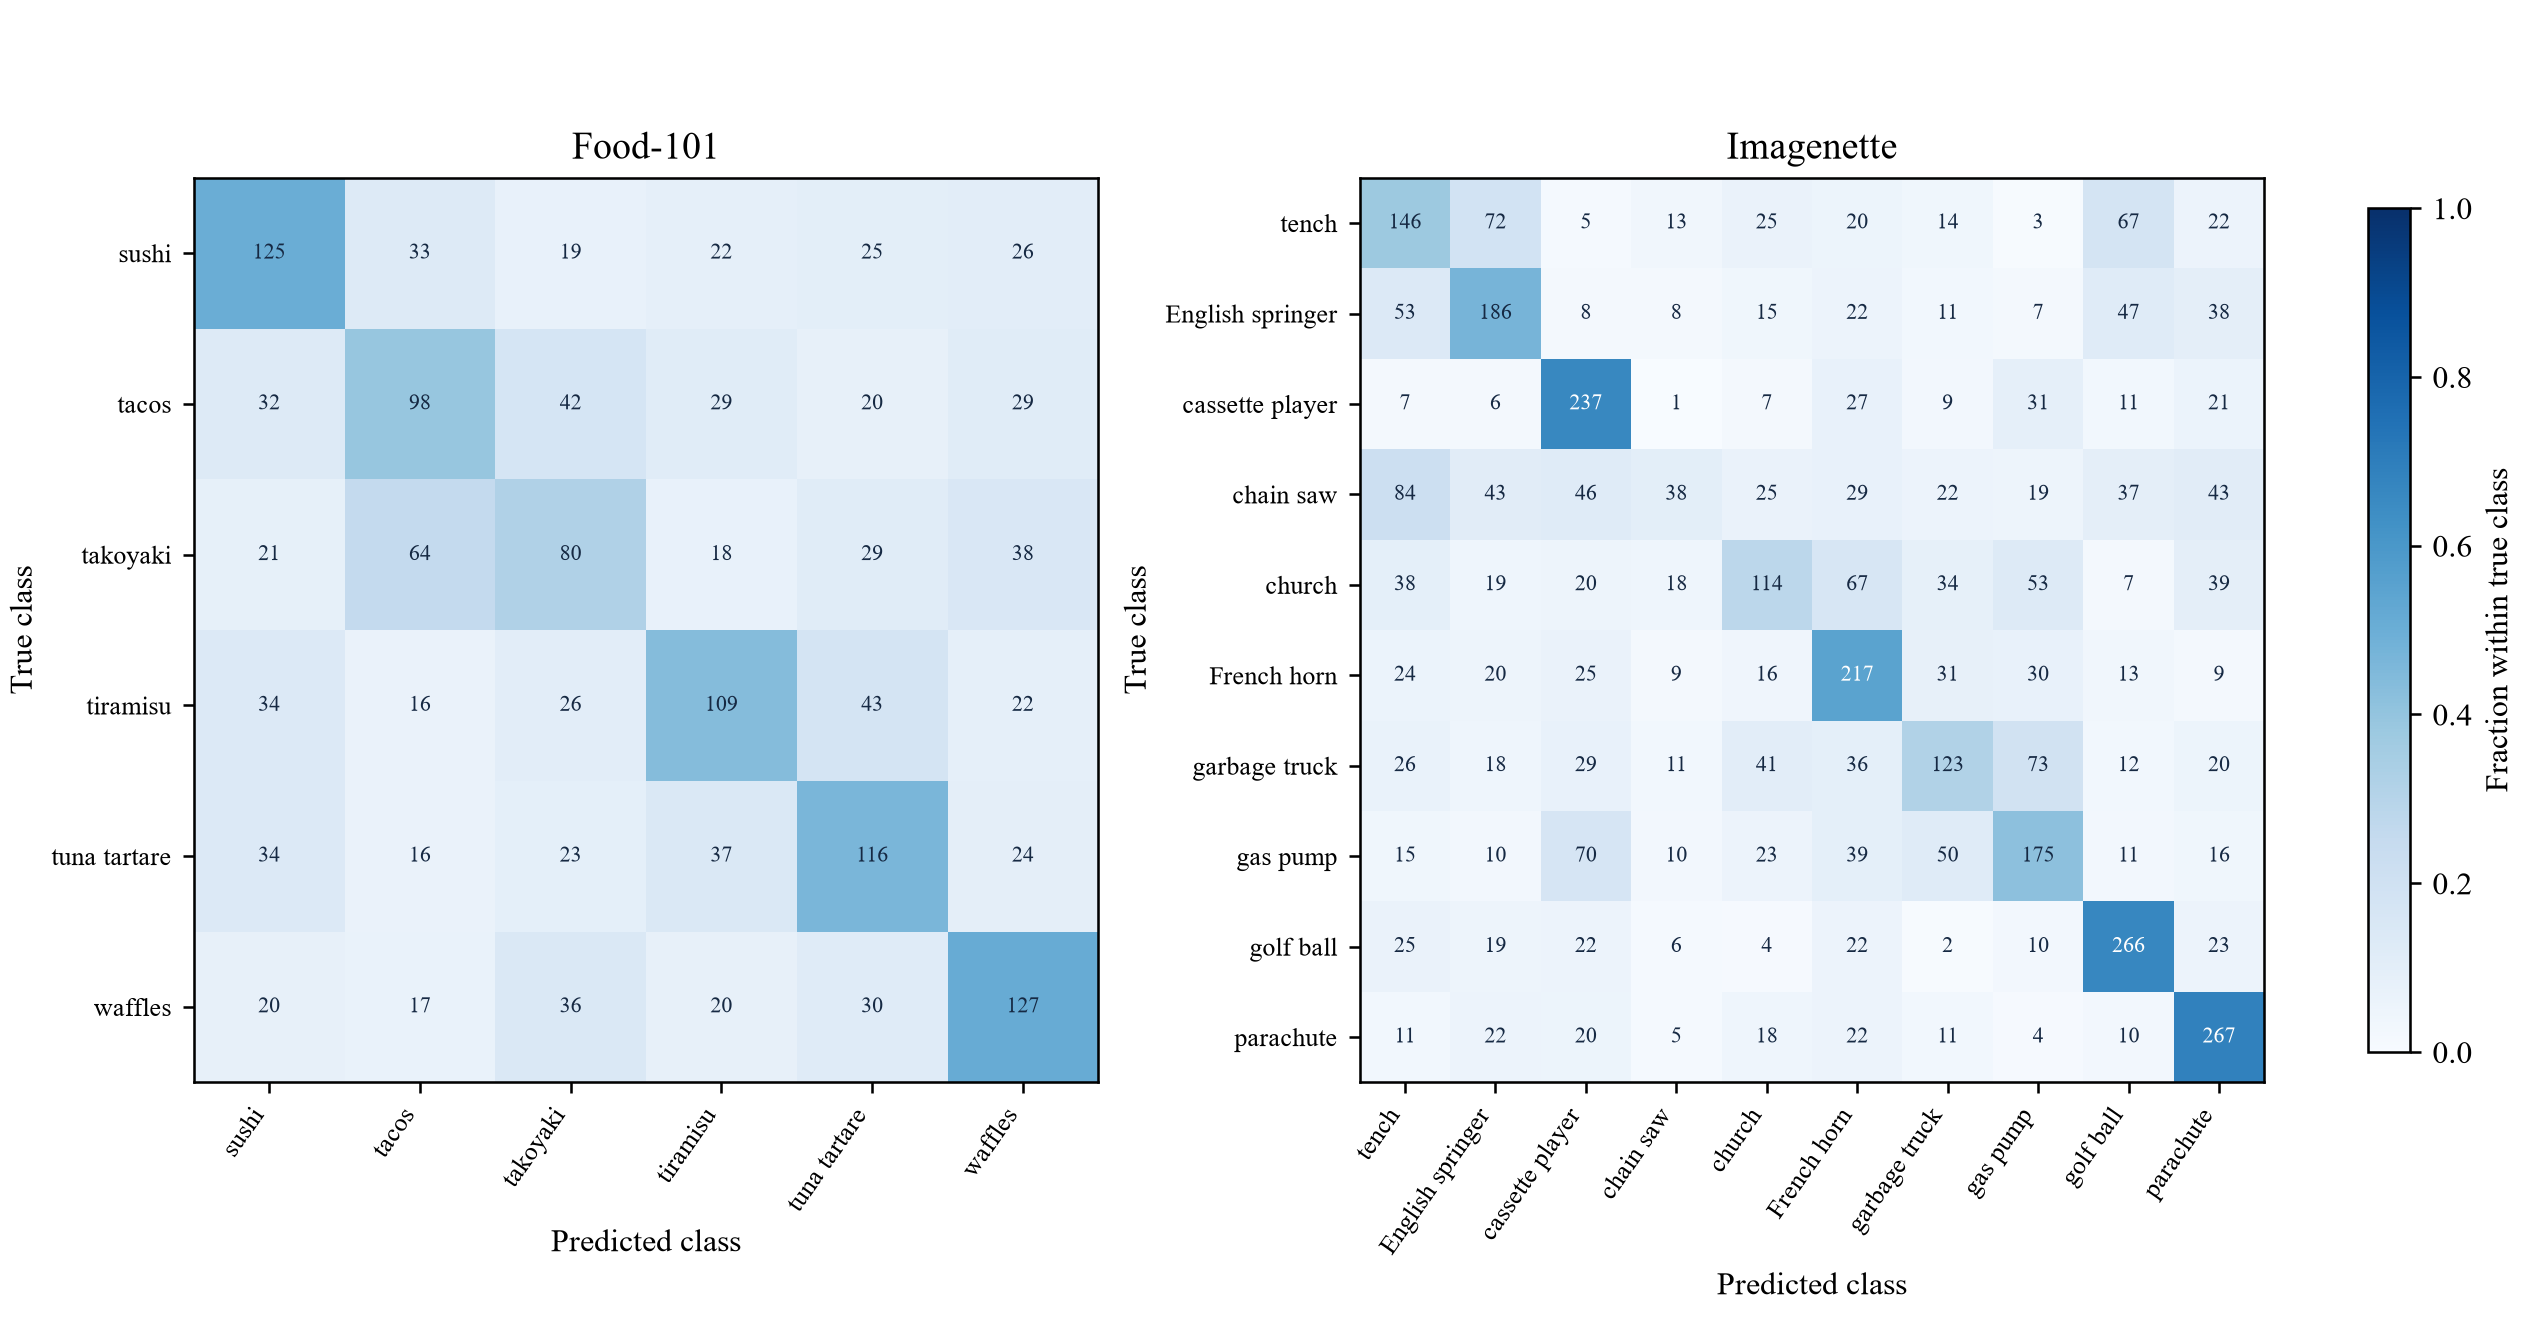 Food-101
True class
sushi 125 33 19 22 25 26
tacos 32 98 42 29 20 29
takoyaki 21 64 80 18 29 38
tiramisu 34 16 26 109 43 22
tuna tartare 34 16 23 37 116 24
waffles 20 17 36 20 30 127
sushi tacos takoyaki tiramisu tuna tartare waffles
Predicted class
Imagenette
True class
tench 146 72 5 13 25 20 14 3 67 22
English springer 53 186 8 8 15 22 11 7 47 38
cassette player 7 6 237 1 7 27 9 31 11 21
chain saw 84 43 46 38 25 29 22 19 37 43
church 38 19 20 18 114 67 34 53 7 39
French horn 24 20 25 9 16 217 31 30 13 9
garbage truck 26 18 29 11 41 36 123 73 12 20
gas pump 15 10 70 10 23 39 50 175 11 16
golf ball 25 19 22 6 4 22 2 10 266 23
parachute 11 22 20 5 18 22 11 4 10 267
tench English springer cassette player chain saw church French horn garbage truck gas pump golf ball parachute
Predicted class
1.0
0.8
0.6
0.4
0.2
0.0
Fraction within true class